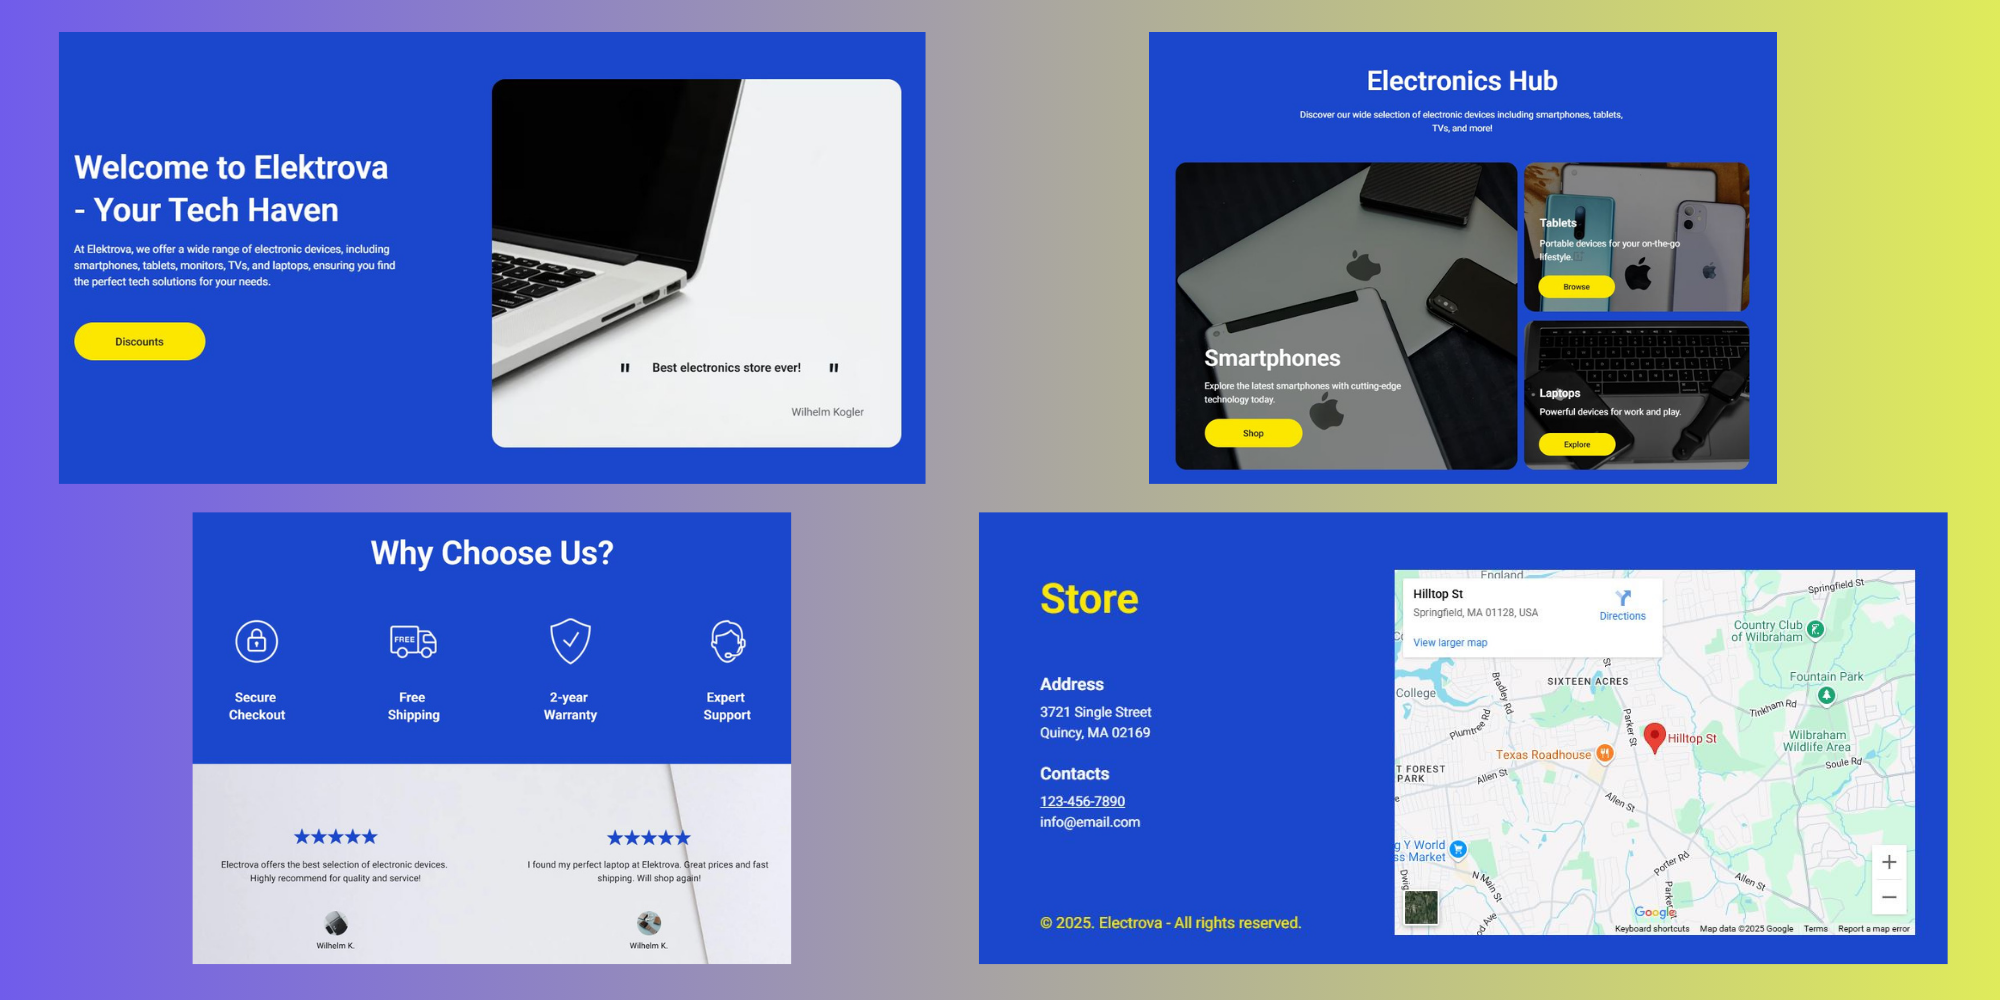 Welcome to Elektrova
- Your Tech Haven
At Elektrova, we offer a wide range of electronic devices, including
smartphones, tablets, monitors, TVs, and laptops, ensuring you find
the perfect tech solutions for your needs.
Discounts
" Best electronics store ever! "
Wilhelm Kogler
Electronics Hub
Discover our wide selection of electronic devices including smartphones, tablets,
TVs, and more!
Smartphones
Explore the latest smartphones with cutting-edge
technology today.
Shop
Tablets
Portable devices for your on-the-go
lifestyle.
Browse
Laptops
Powerful devices for work and play.
Explore
Why Choose Us?
FREE
Secure
Checkout
Free
Shipping
2-year
Warranty
Expert
Support
Electrova offers the best selection of electronic devices.
Highly recommend for quality and service!
Wilhelm K.
I found my perfect laptop at Elektrova. Great prices and fast
shipping. Will shop again!
Wilhelm K.
Store
Address
3721 Single Street
Quincy, MA 02169
Contacts
123-456-7890
info@email.com
© 2025. Electrova - All rights reserved.
England
Hilltop St
Springfield, MA 01128, USA
Directions
View larger map
Springfield St
Country Club
of Wilbraham
College
Bradley Rd
St
SIXTEEN ACRES
Fountain Park
Tinkham Rd
Plumtree Rd
Parker St
Hilltop St
Wilbraham
Wildlife Area
Texas Roadhouse
Soule Rd
T FOREST
PARK
Allen St
Allen St
g Y World
ss Market
Porter Rd
Allen St
N Main St
Dwig
Parker
od Ave
Google
Keyboard shortcuts
Map data ©2025 Google
Terms
Report a map error